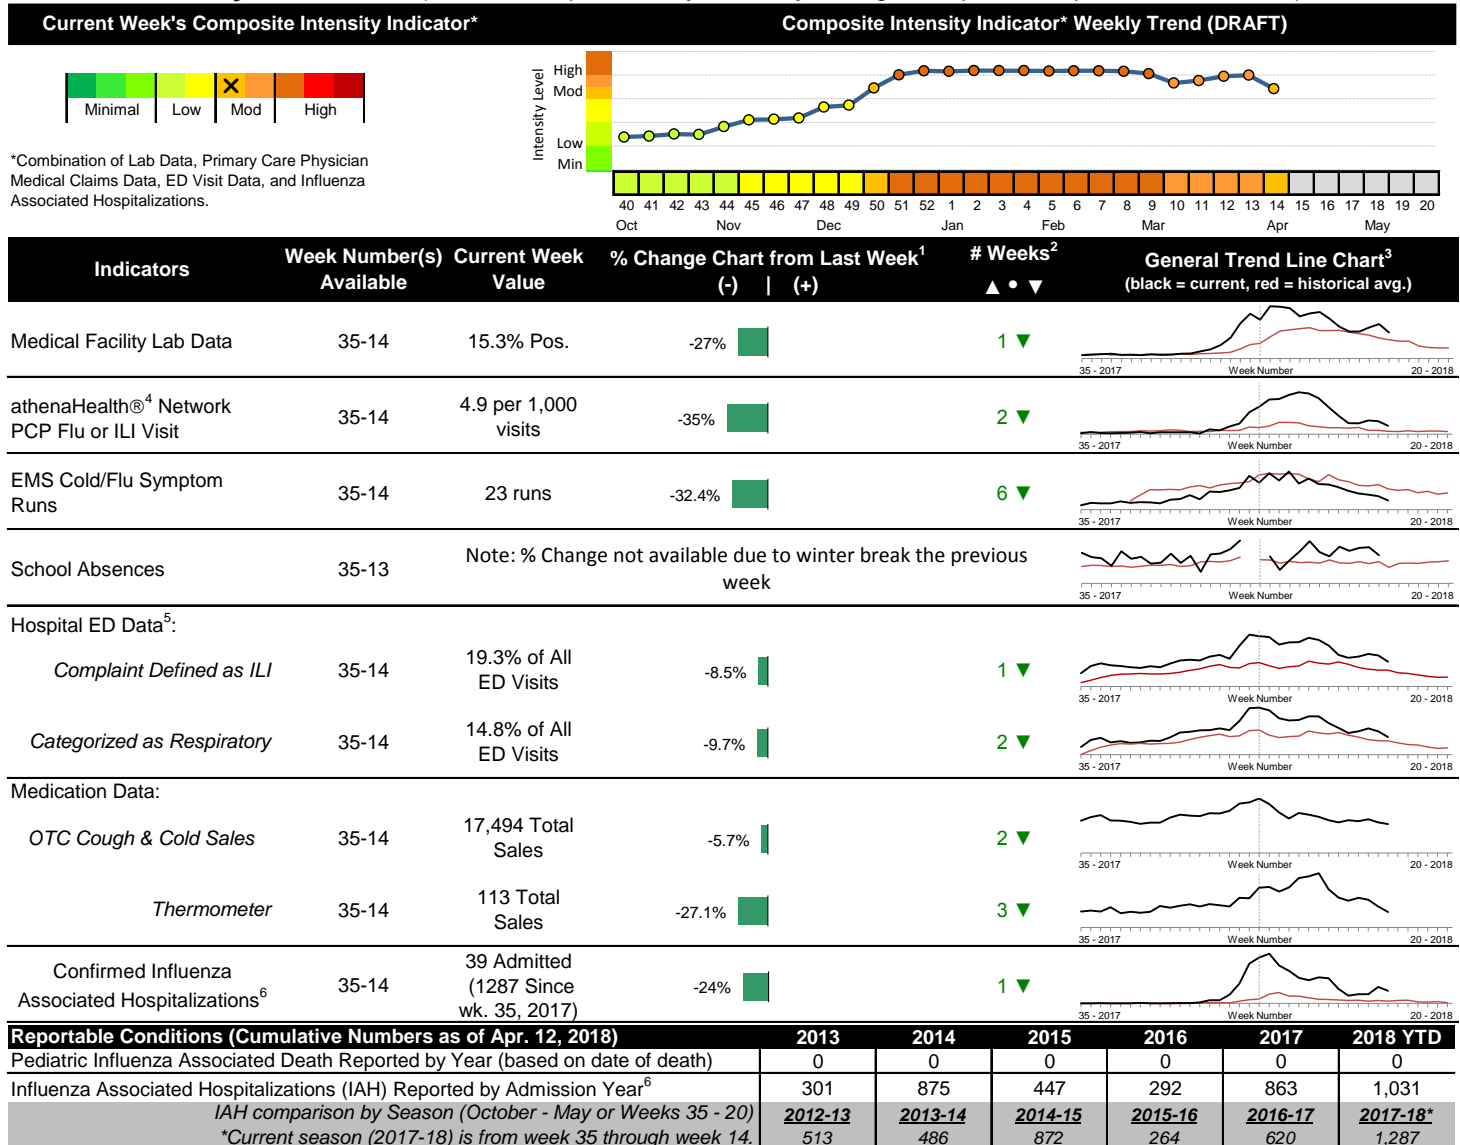 Current Week's Composite Intensity Indicator*
Composite Intensity Indicator* Weekly Trend (DRAFT)
Minimal Low Mod High
*Combination of Lab Data, Primary Care Physician
Medical Claims Data, ED Visit Data, and Influenza
Associated Hospitalizations.
Intensity Level
High
Mod
Low
Min
40 41 42 43 44 45 46 47 48 49 50 51 52 1 2 3 4 5 6 7 8 9 10 11 12 13 14 15 16 17 18 19 20
Oct Nov Dec Jan Feb Mar Apr May
Indicators
Week Number(s)
Available
Current Week
Value
% Change Chart from Last Week1
(-) | (+)
# Weeks2
▲ • ▼
General Trend Line Chart3
(black = current, red = historical avg.)
Medical Facility Lab Data
35-14
15.3% Pos.
-27%
1 ▼
35 - 2017 Week Number 20 - 2018
athenaHealth®4 Network
PCP Flu or ILI Visit
35-14
4.9 per 1,000
visits
-35%
2 ▼
35 - 2017 Week Number 20 - 2018
EMS Cold/Flu Symptom
Runs
35-14
23 runs
-32.4%
6 ▼
35 - 2017 Week Number 20 - 2018
School Absences
35-13
Note: % Change not available due to winter break the previous
week
35 - 2017 Week Number 20 - 2018
Hospital ED Data5:
Complaint Defined as ILI
35-14
19.3% of All
ED Visits
-8.5%
1 ▼
35 - 2017 Week Number 20 - 2018
Categorized as Respiratory
35-14
14.8% of All
ED Visits
-9.7%
2 ▼
35 - 2017 Week Number 20 - 2018
Medication Data:
OTC Cough & Cold Sales
35-14
17,494 Total
Sales
-5.7%
2 ▼
35 - 2017 Week Number 20 - 2018
Thermometer
35-14
113 Total
Sales
-27.1%
3 ▼
35 - 2017 Week Number 20 - 2018
Confirmed Influenza
Associated Hospitalizations6
35-14
39 Admitted
(1287 Since
wk. 35, 2017)
-24%
1 ▼
35 - 2017 Week Number 20 - 2018
Reportable Conditions (Cumulative Numbers as of Apr. 12, 2018) 2013 2014 2015 2016 2017 2018 YTD
Pediatric Influenza Associated Death Reported by Year (based on date of death) 0 0 0 0 0 0
Influenza Associated Hospitalizations (IAH) Reported by Admission Year6 301 875 447 292 863 1,031
IAH comparison by Season (October - May or Weeks 35 - 20) 2012-13 2013-14 2014-15 2015-16 2016-17 2017-18*
*Current season (2017-18) is from week 35 through week 14. 513 486 872 264 620 1,287